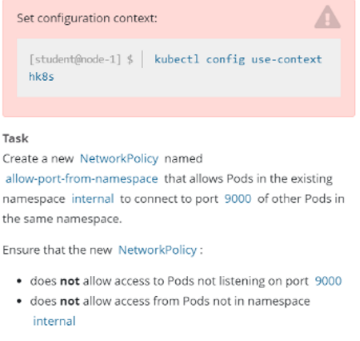 Set configuration context:
[student@node-1] $ | kubectl config use-context
hk8s
Task
Create a new NetworkPolicy named
allow-port-from-namespace that allows Pods in the existing
namespace internal to connect to port 9000 of other Pods in
the same namespace.
Ensure that the new NetworkPolicy :
• does not allow access to Pods not listening on port 9000
• does not allow access from Pods not in namespace
internal